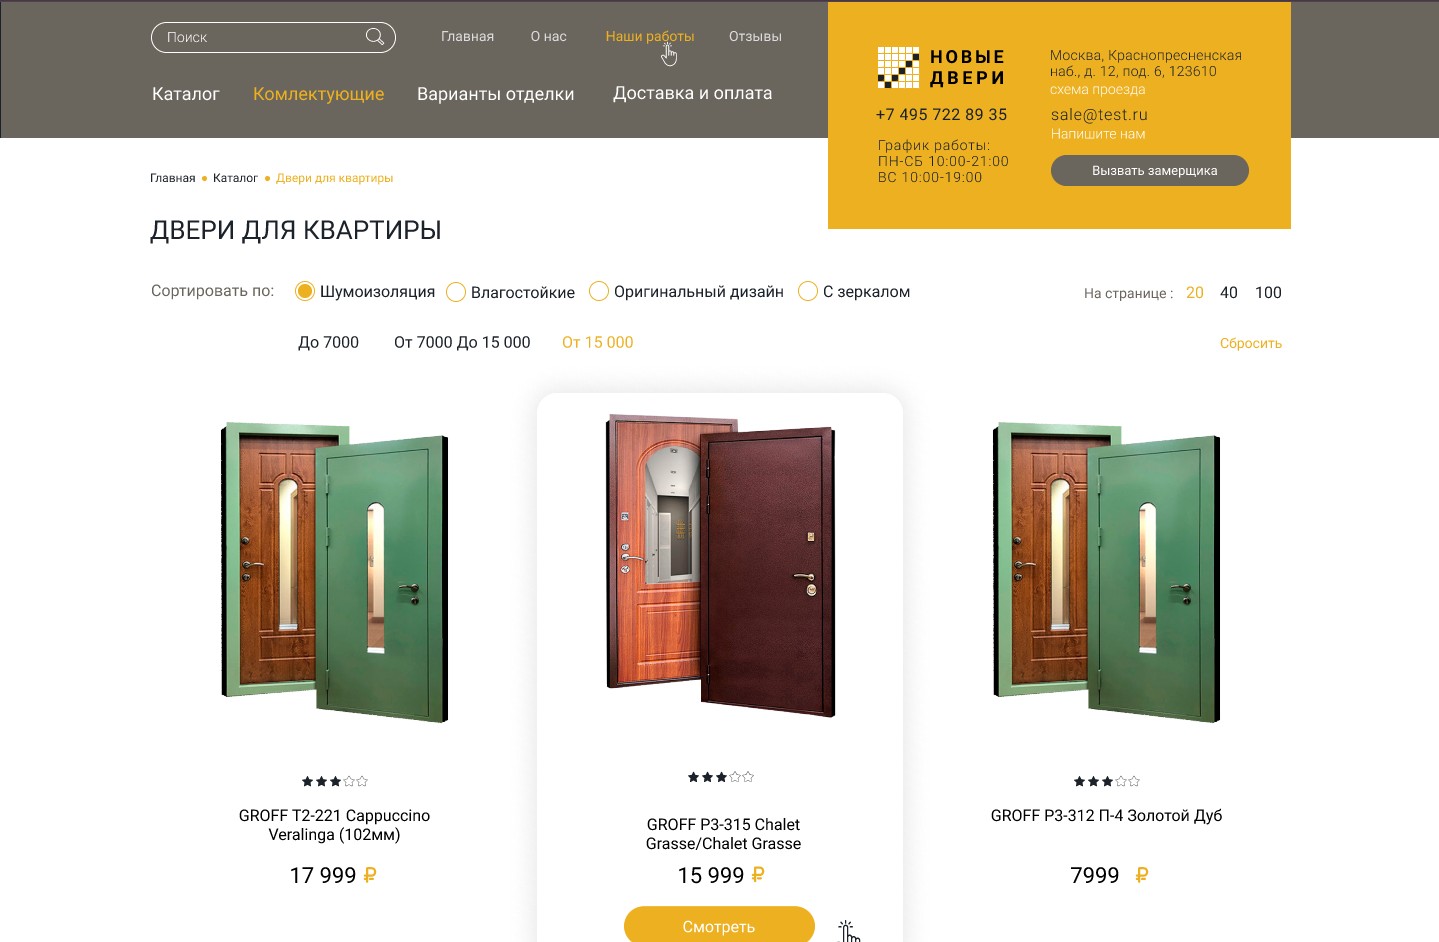 Поиск
Главная
О нас
Наши работы
Отзывы
Каталог
Комлектующие
Варианты отделки
Доставка и оплата
НОВЫЕ
ДВЕРИ
+7 495 722 89 35
График работы:
ПН-СБ 10:00-21:00
ВС 10:00-19:00
Москва, Краснопресненская
наб., д. 12, под. 6, 123610
схема проезда
sale@test.ru
Напишите нам
Вызвать замерщика
Главная • Каталог • Двери для квартиры
ДВЕРИ ДЛЯ КВАРТИРЫ
Сортировать по:
Шумоизоляция
Влагостойкие
Оригинальный дизайн
С зеркалом
На странице : 20 40 100
До 7000
От 7000 До 15 000
От 15 000
Сбросить
GROFF T2-221 Cappuccino
Veralinga (102мм)
17 999 ₽
GROFF P3-315 Chalet
Grasse/Chalet Grasse
15 999 ₽
Смотреть
GROFF P3-312 П-4 Золотой Дуб
7999 ₽